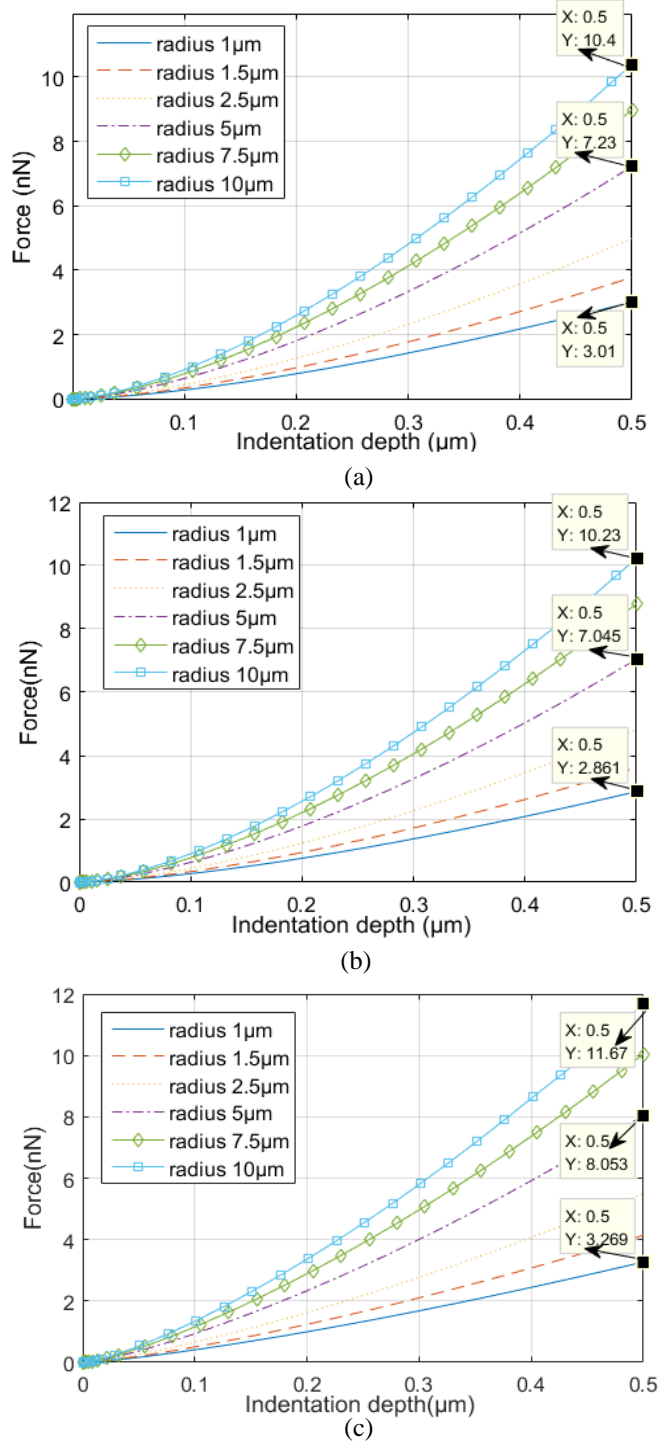 X: 0.5
Y: 10.4
radius 1µm
radius 1.5µm
radius 2.5µm
radius 5µm
radius 7.5µm
radius 10µm
X: 0.5
Y: 7.23
X: 0.5
Y: 3.01
Force (nN)
10
8
6
4
2
0
0.1
0.2
0.3
0.4
0.5
Indentation depth (µm)
(a)
X: 0.5
Y: 10.23
radius 1µm
radius 1.5µm
radius 2.5µm
radius 5µm
radius 7.5µm
radius 10µm
X: 0.5
Y: 7.045
X: 0.5
Y: 2.861
Force(nN)
12
10
8
6
4
2
0
0
0.1
0.2
0.3
0.4
0.5
Indentation depth (µm)
(b)
radius 1µm
radius 1.5µm
radius 2.5µm
radius 5µm
radius 7.5µm
radius 10µm
X: 0.5
Y: 11.67
X: 0.5
Y: 8.053
X: 0.5
Y: 3.269
Force(nN)
12
10
8
6
4
2
0
0
0.1
0.2
0.3
0.4
0.5
Indentation depth(µm)
(c)